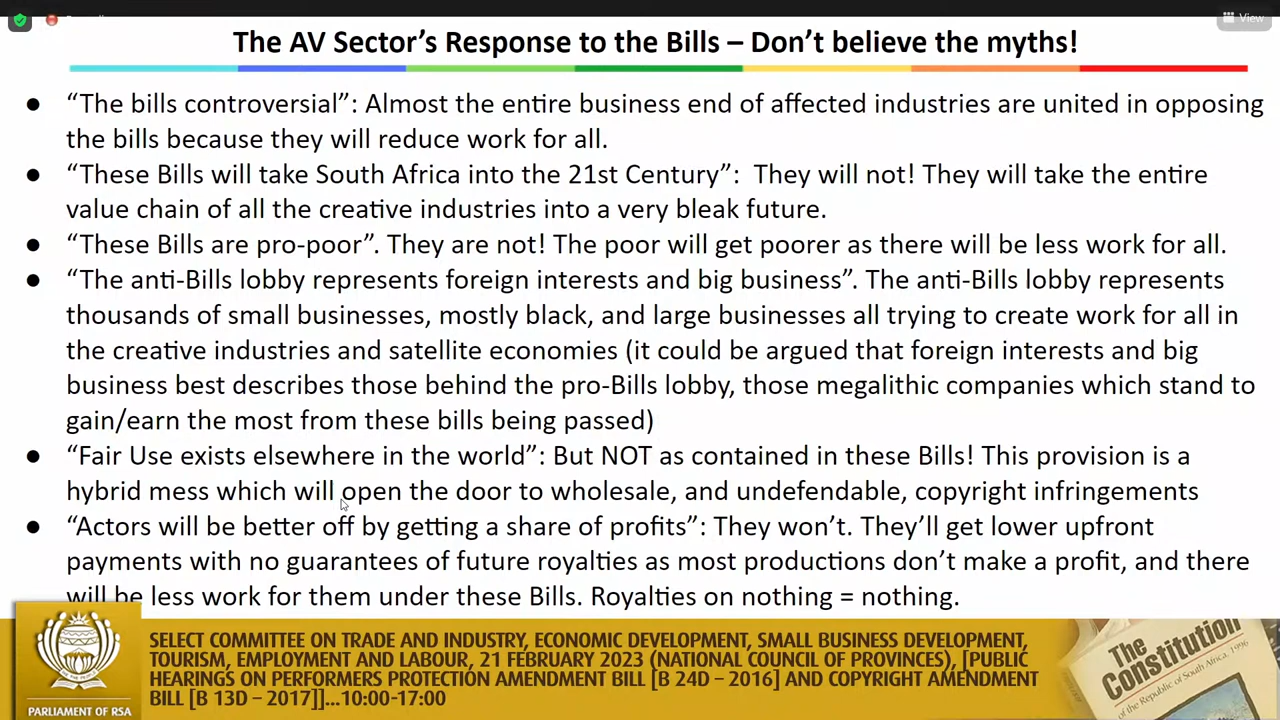 View
The AV Sector's Response to the Bills – Don't believe the myths!
● “The bills controversial”: Almost the entire business end of affected industries are united in opposing
the bills because they will reduce work for all.
● “These Bills will take South Africa into the 21st Century”:  They will not! They will take the entire
value chain of all the creative industries into a very bleak future.
● “These Bills are pro-poor”. They are not! The poor will get poorer as there will be less work for all.
● “The anti-Bills lobby represents foreign interests and big business”. The anti-Bills lobby represents
thousands of small businesses, mostly black, and large businesses all trying to create work for all in
the creative industries and satellite economies (it could be argued that foreign interests and big
business best describes those behind the pro-Bills lobby, those megalithic companies which stand to
gain/earn the most from these bills being passed)
● “Fair Use exists elsewhere in the world”: But NOT as contained in these Bills! This provision is a
hybrid mess which will open the door to wholesale, and undefendable, copyright infringements
● “Actors will be better off by getting a share of profits”: They won't. They'll get lower upfront
payments with no guarantees of future royalties as most productions don't make a profit, and there
will be less work for them under these Bills. Royalties on nothing = nothing.
SELECT COMMITTEE ON TRADE AND INDUSTRY, ECONOMIC DEVELOPMENT, SMALL BUSINESS DEVELOPMENT,
TOURISM, EMPLOYMENT AND LABOUR, 21 FEBRUARY 2023 (NATIONAL COUNCIL OF PROVINCES), [PUBLIC
HEARINGS ON PERFORMERS PROTECTION AMENDMENT BILL [B 24D – 2016] AND COPYRIGHT AMENDMENT
BILL [B 13D – 2017]]...10:00-17:00
PARLIAMENT OF RSA
The
Constitution
of the Republic of South Africa, 1996